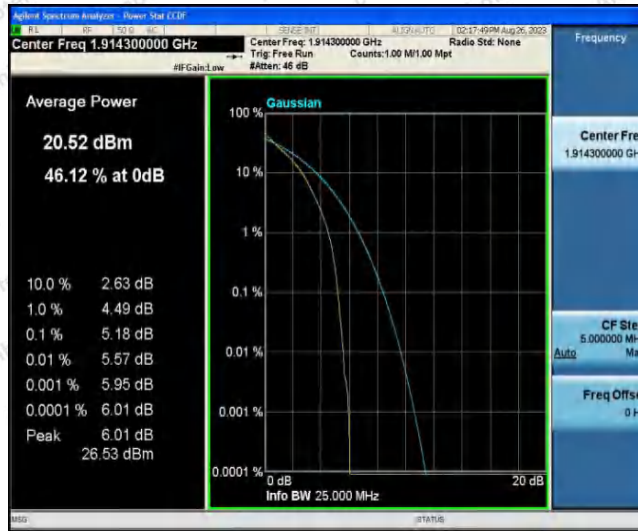 Agilent Spectrum Analyzer - Power Stat CCDF
RL RF 50 Ω AC SENSE:INT ALIGNAUTO 02:17:49PM Aug 26, 2023
Center Freq 1.914300000 GHz
Center Freq: 1.914300000 GHz Radio Std: None
Trig: Free Run Counts:1.00 M/1.00 Mpt
#IFGain:Low #Atten: 46 dB
Frequency
Average Power
20.52 dBm
46.12 % at 0dB
10.0 % 2.63 dB
1.0 % 4.49 dB
0.1 % 5.18 dB
0.01 % 5.57 dB
0.001 % 5.95 dB
0.0001 % 6.01 dB
Peak 6.01 dB
26.53 dBm
Gaussian
100 %
10 %
1 %
0.1 %
0.01 %
0.001 %
0.0001 %
0 dB 20 dB
Info BW 25.000 MHz
Center Fre
1.914300000 GH
CF Ste
5.000000 MH
Auto Ma
Freq Offse
0 H
MSG STATUS